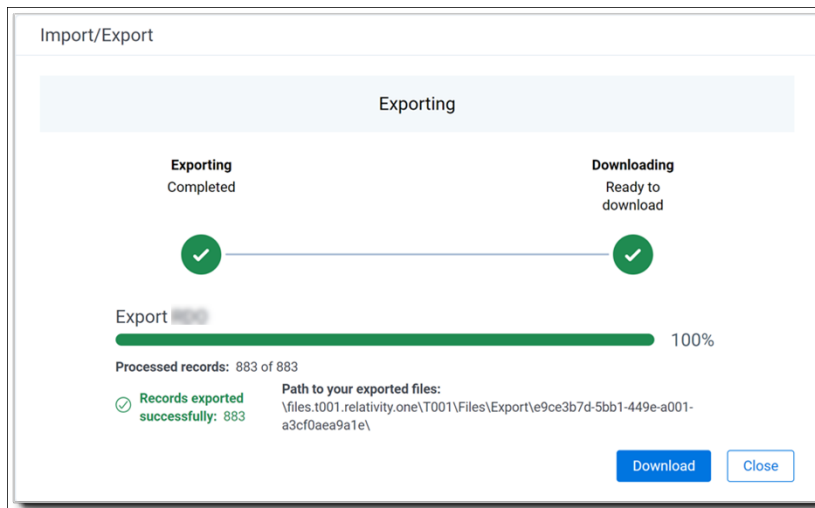 Import/Export
Exporting
Exporting
Completed
Downloading
Ready to
download
Export
100%
Processed records: 883 of 883
Records exported
successfully: 883
Path to your exported files:
\files.t001.relativity.one\T001\Files\Export\e9ce3b7d-5bb1-449e-a001-
a3cf0aea9a1e\
Download
Close